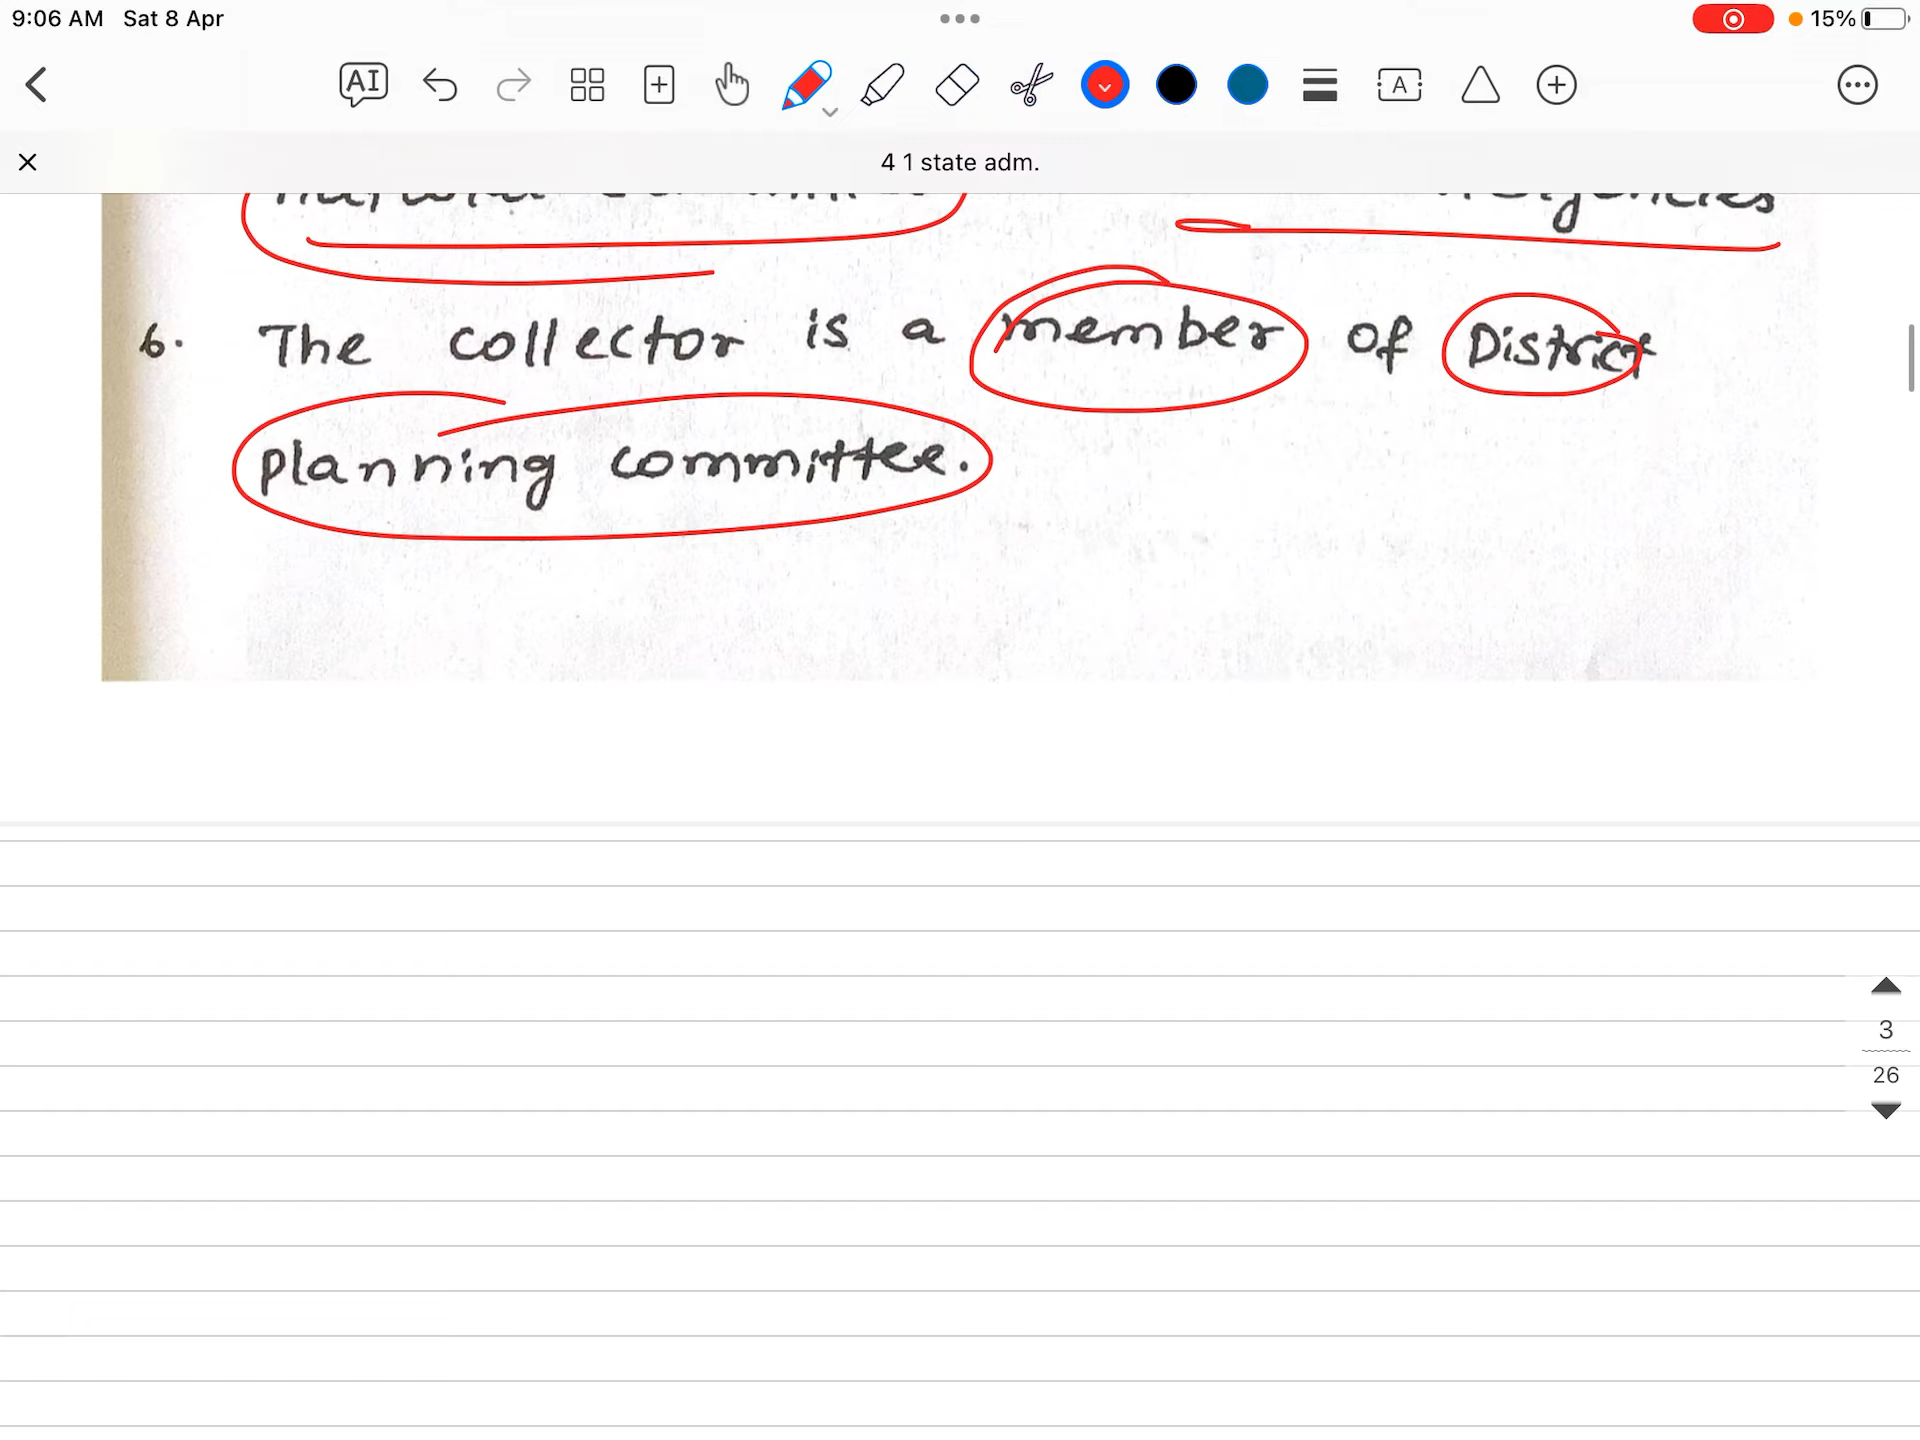 9:06 AM Sat 8 Apr
15%
AI
A
4 1 state adm.
6. The collector is a member of District
planning committee.
3
26